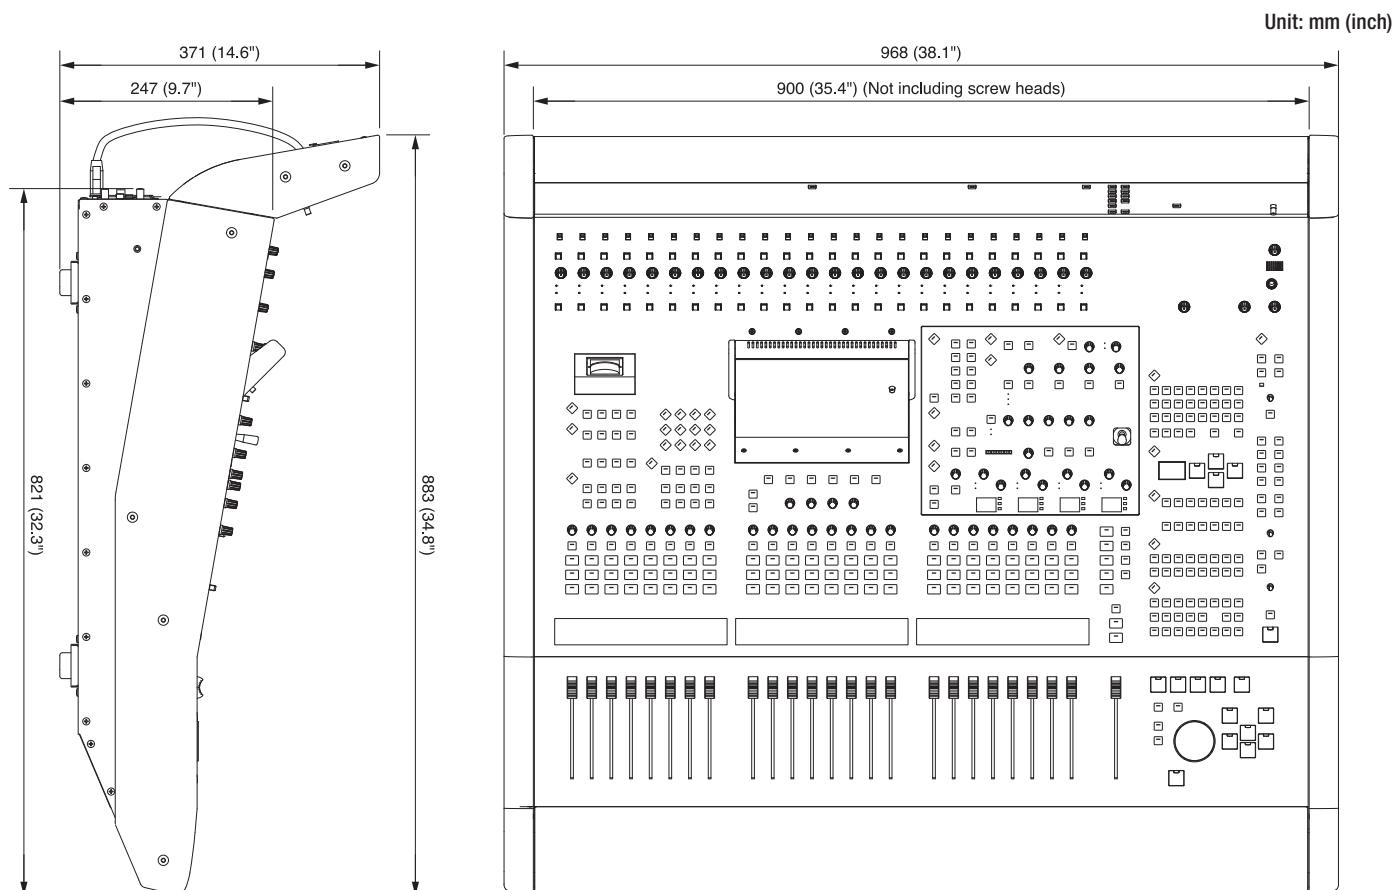 Unit: mm (inch)
371 (14.6")
968 (38.1")
247 (9.7")
900 (35.4") (Not including screw heads)
821 (32.3")
883 (34.8")